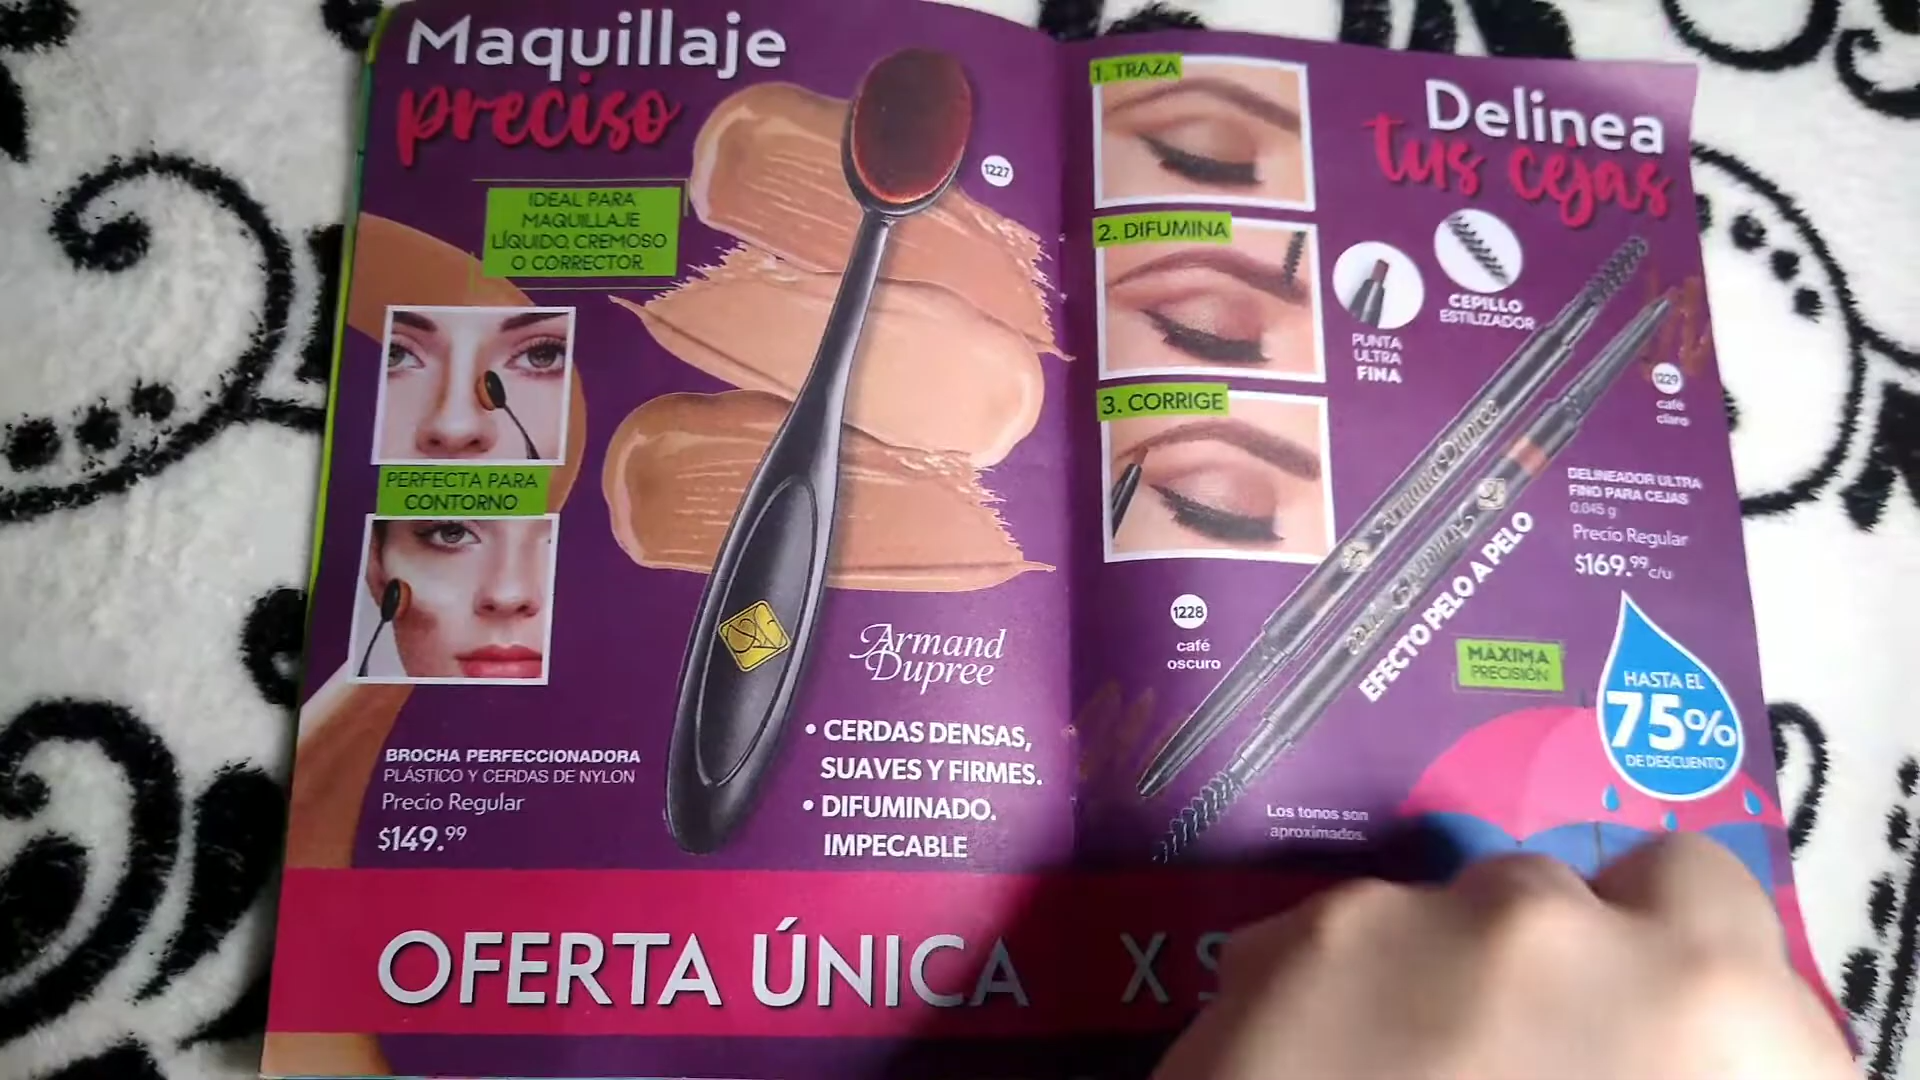 Maquillaje
preciso
IDEAL PARA
MAQUILLAJE
LÍQUIDO, CREMOSO
O CORRECTOR
1227
PERFECTA PARA
CONTORNO
Armand
Dupree
BROCHA PERFECCIONADORA
PLÁSTICO Y CERDAS DE NYLON
Precio Regular
$149.99
• CERDAS DENSAS,
SUAVES Y FIRMES.
• DIFUMINADO.
IMPECABLE
1. TRAZA
2. DIFUMINA
3. CORRIGE
Delinea
tus cejas
CEPILLO
ESTILIZADOR
PUNTA
ULTRA
FINA
1229
café
claro
Armand Dupree
DELINEADOR ULTRA
FINO PARA CEJAS
0.045 g
Precio Regular
$169.99 c/u
EFECTO PELO A PELO
1228
café
oscuro
MÁXIMA
PRECISIÓN
HASTA EL
75%
DE DESCUENTO
Los tonos son
aproximados.
OFERTA ÚNICA X S